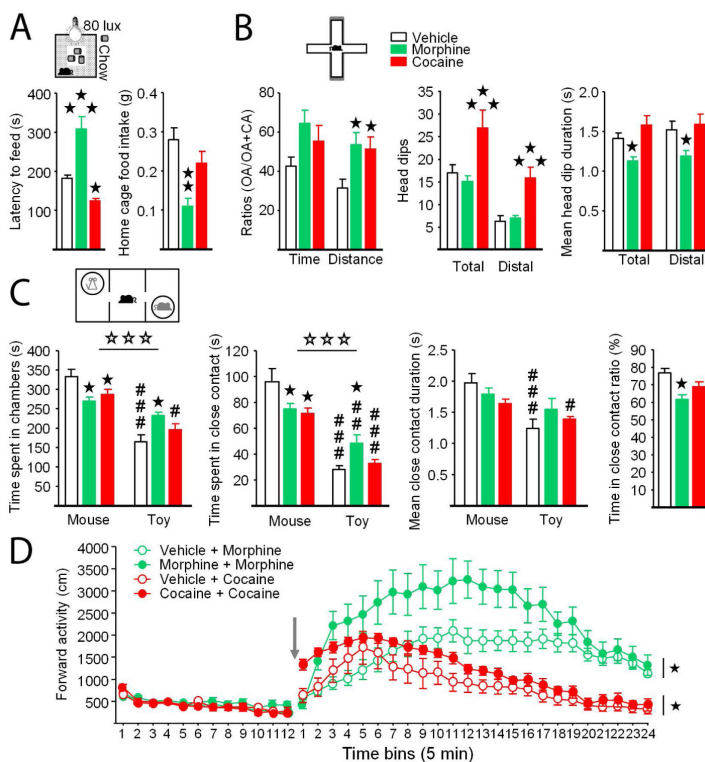 A
80 lux
Chow
Latency to feed (s)
400
300
200
100
★ ★ ★
★
Home cage food intake (g)
0.4
0.3
0.2
0.1
★★
B
Vehicle
Morphine
Cocaine
Ratios (OA/OA+CA)
80
60
40
20
★ ★
Time Distance
Head dips
35
30
25
20
15
10
5
★★★
★★★
Total Distal
Mean head dip duration (s)
2.0
1.5
1.0
0.5
★ ★
Total Distal
C
☆☆☆
Time spent in chambers (s)
400
350
300
250
200
150
100
50
★ ★
###
★
#
Mouse Toy
☆☆☆
Time spent in close contact (s)
120
100
80
60
40
20
★ ★
###
★
##
###
Mouse Toy
Mean close contact duration (s)
2.5
2.0
1.5
1.0
0.5
0
###
#
Mouse Toy
Time in close contact ratio (%)
90
80
70
60
50
40
30
20
10
★
D
Forward activity (cm)
4000
3500
3000
2500
2000
1500
1000
500
Vehicle + Morphine
Morphine + Morphine
Vehicle + Cocaine
Cocaine + Cocaine
★
★
1 2 3 4 5 6 7 8 9 10 11 12 1 2 3 4 5 6 7 8 9 10 11 12 13 14 15 16 17 18 19 20 21 22 23 24
Time bins (5 min)